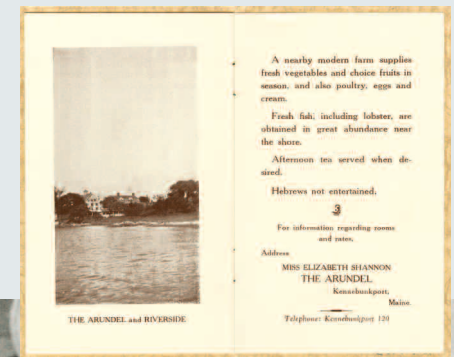 THE ARUNDEL and RIVERSIDE
A nearby modern farm supplies
fresh vegetables and choice fruits in
season, and also poultry, eggs and
cream.
Fresh fish, including lobster, are
obtained in great abundance near
the shore.
Afternoon tea served when de-
sired.
Hebrews not entertained.
3
For information regarding rooms
and rates,
Address
MISS ELIZABETH SHANNON
THE ARUNDEL
Kennebunkport,
Maine.
Telephone: Kennebunkport 120